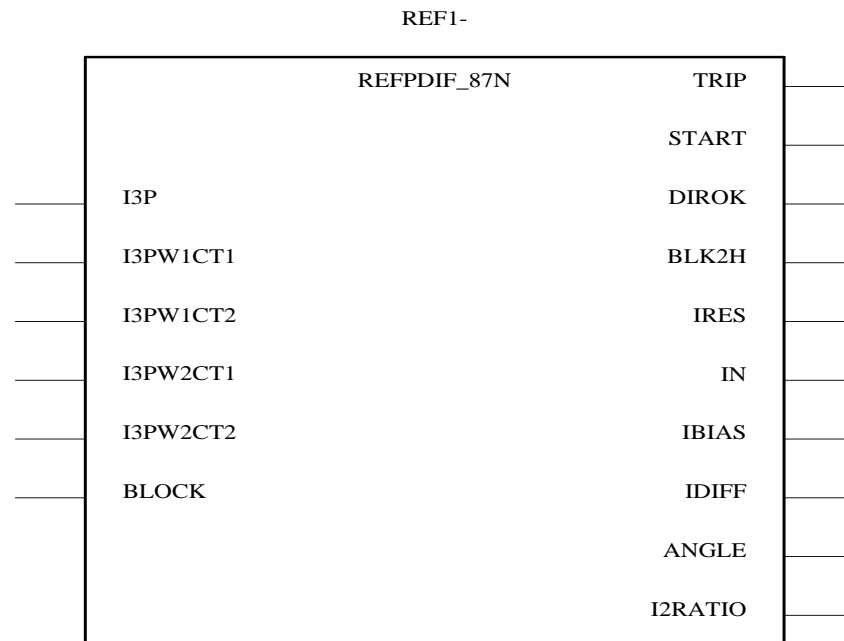 REF1-
REFPDIF_87N
TRIP
START
I3P
DIROK
I3PW1CT1
BLK2H
I3PW1CT2
IRES
I3PW2CT1
IN
I3PW2CT2
IBIAS
BLOCK
IDIFF
ANGLE
I2RATIO